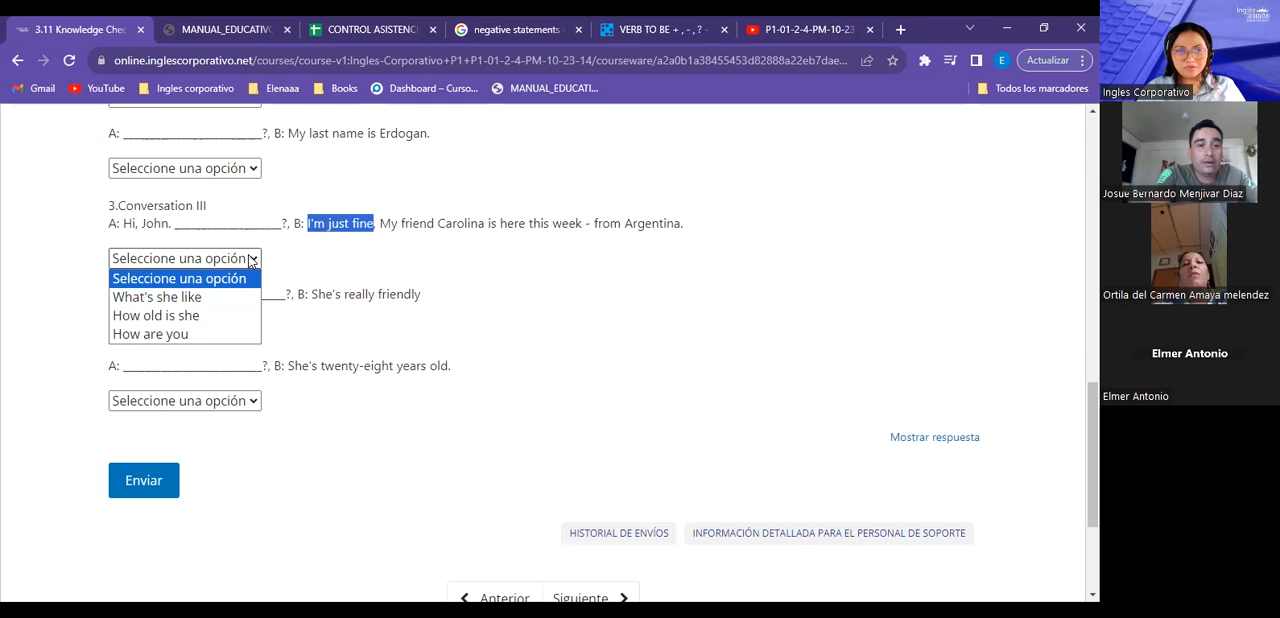 3.11 Knowledge Chec
MANUAL_EDUCATIV
CONTROL ASISTENC
negative statements
VERB TO BE + , - , ? -
P1-01-2-4-PM-10-23
online.inglescorporativo.net/courses/course-v1:Ingles-Corporativo+P1+P1-01-2-4-PM-10-23-14/courseware/a2a0b1a38455453d82888a22eb7dae...
E
Actualizar
Gmail
YouTube
Ingles corporativo
Elenaaa
Books
Dashboard – Curso...
MANUAL_EDUCATI...
Todos los marcadores
A: ________________________?, B: My last name is Erdogan.
Seleccione una opción
3.Conversation III
A: Hi, John. __________________?, B: I'm just fine. My friend Carolina is here this week - from Argentina.
Seleccione una opción
Seleccione una opción
What's she like
How old is she
How are you
____?, B: She's really friendly
A: ________________________?, B: She's twenty-eight years old.
Seleccione una opción
Mostrar respuesta
Enviar
HISTORIAL DE ENVÍOS
INFORMACIÓN DETALLADA PARA EL PERSONAL DE SOPORTE
Anterior
Siguiente
Ingles Corporativo
Josue Bernardo Menjivar Diaz
Ortila del Carmen Amaya melendez
Elmer Antonio
Elmer Antonio